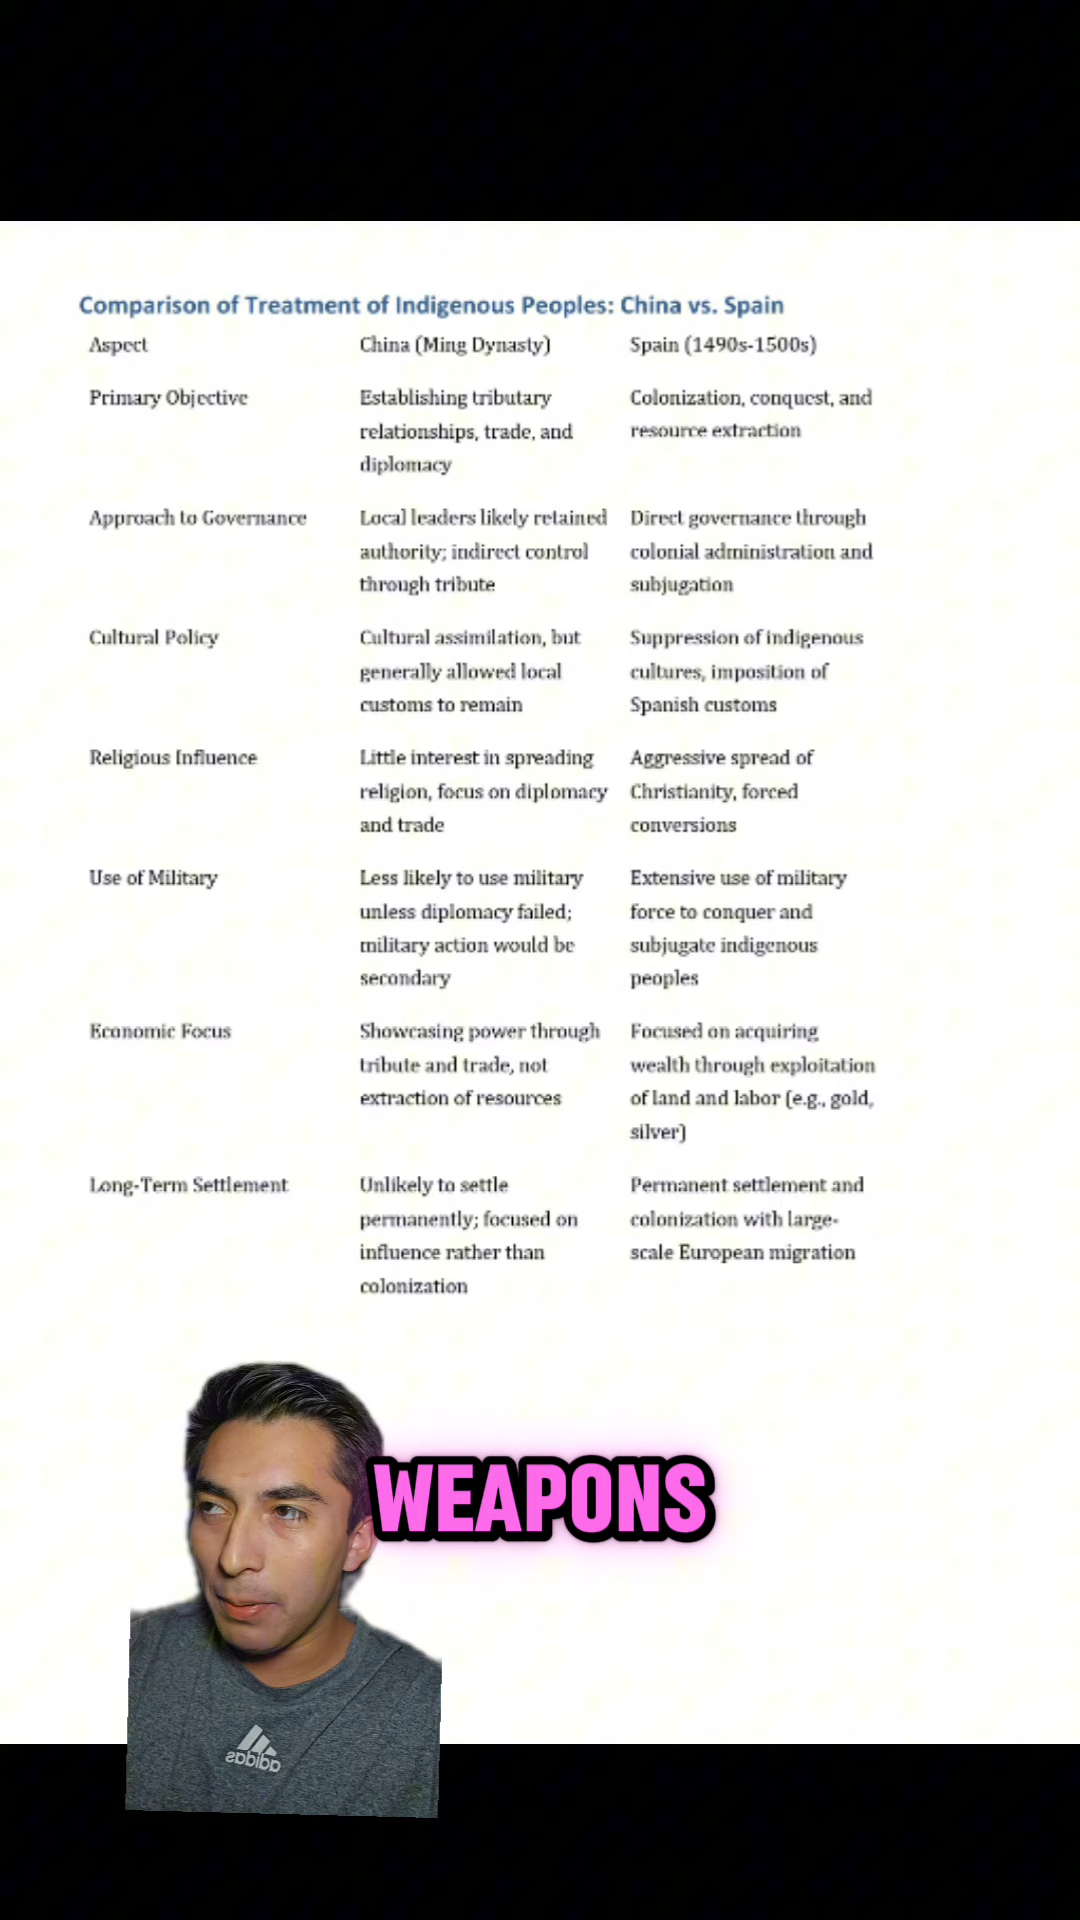 Comparison of Treatment of Indigenous Peoples: China vs. Spain
Aspect China (Ming Dynasty) Spain (1490s-1500s)
Primary Objective Establishing tributary Colonization, conquest, and
relationships, trade, and resource extraction
diplomacy
Approach to Governance Local leaders likely retained Direct governance through
authority; indirect control colonial administration and
through tribute subjugation
Cultural Policy Cultural assimilation, but Suppression of indigenous
generally allowed local cultures, imposition of
customs to remain Spanish customs
Religious Influence Little interest in spreading Aggressive spread of
religion, focus on diplomacy Christianity, forced
and trade conversions
Use of Military Less likely to use military Extensive use of military
unless diplomacy failed; force to conquer and
military action would be subjugate indigenous
secondary peoples
Economic Focus Showcasing power through Focused on acquiring
tribute and trade, not wealth through exploitation
extraction of resources of land and labor (e.g., gold,
silver)
Long-Term Settlement Unlikely to settle Permanent settlement and
permanently; focused on colonization with large-
influence rather than scale European migration
colonization
WEAPONS
adidas